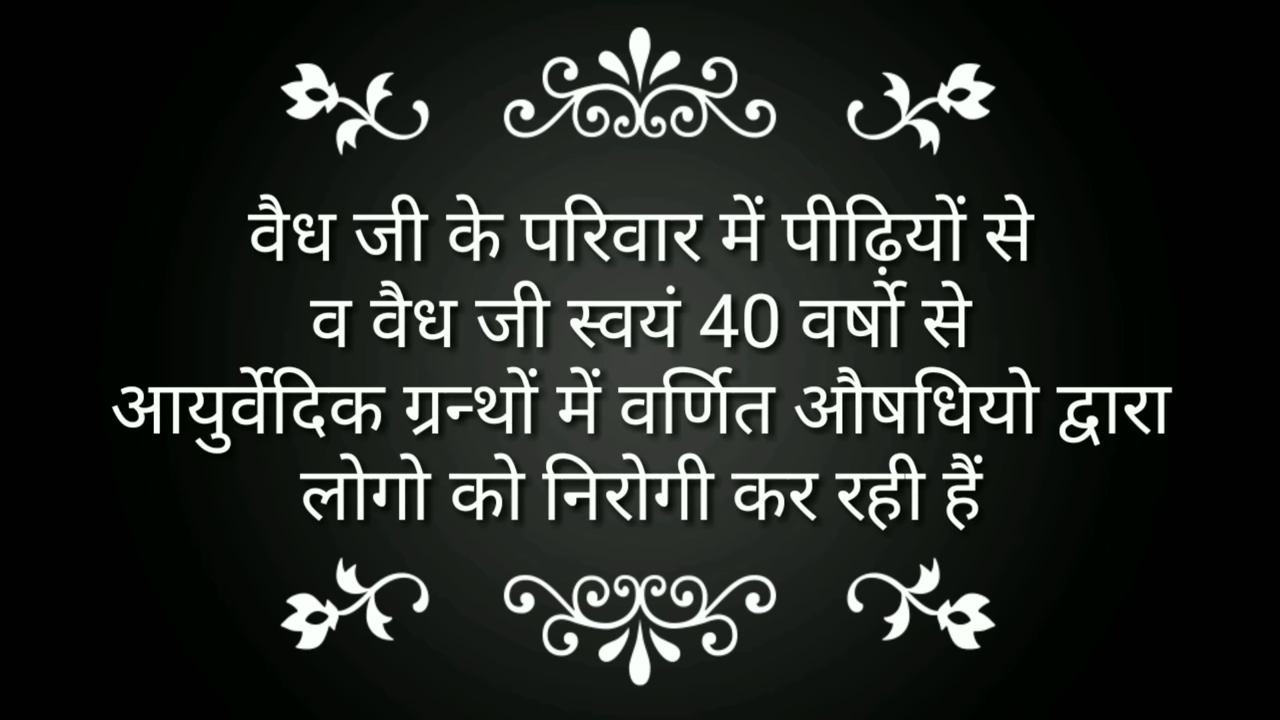 वैध जी के परिवार में पीढ़ियों से
व वैध जी स्वयं 40 वर्षो से
आयुर्वेदिक ग्रन्थों में वर्णित औषधियो द्वारा
लोगो को निरोगी कर रही हैं